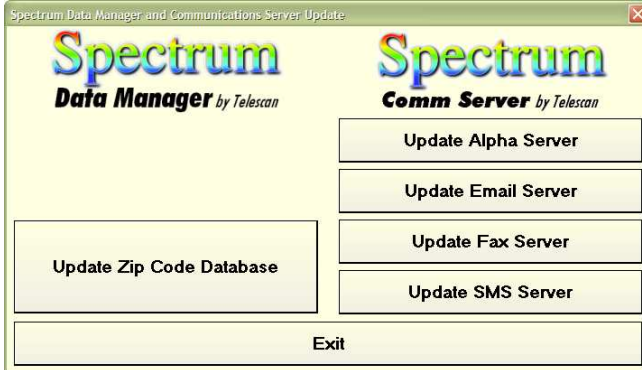 Spectrum Data Manager and Communications Server Update
Spectrum
Data Manager by Telescan
Spectrum
Comm Server by Telescan
Update Alpha Server
Update Email Server
Update Fax Server
Update SMS Server
Update Zip Code Database
Exit